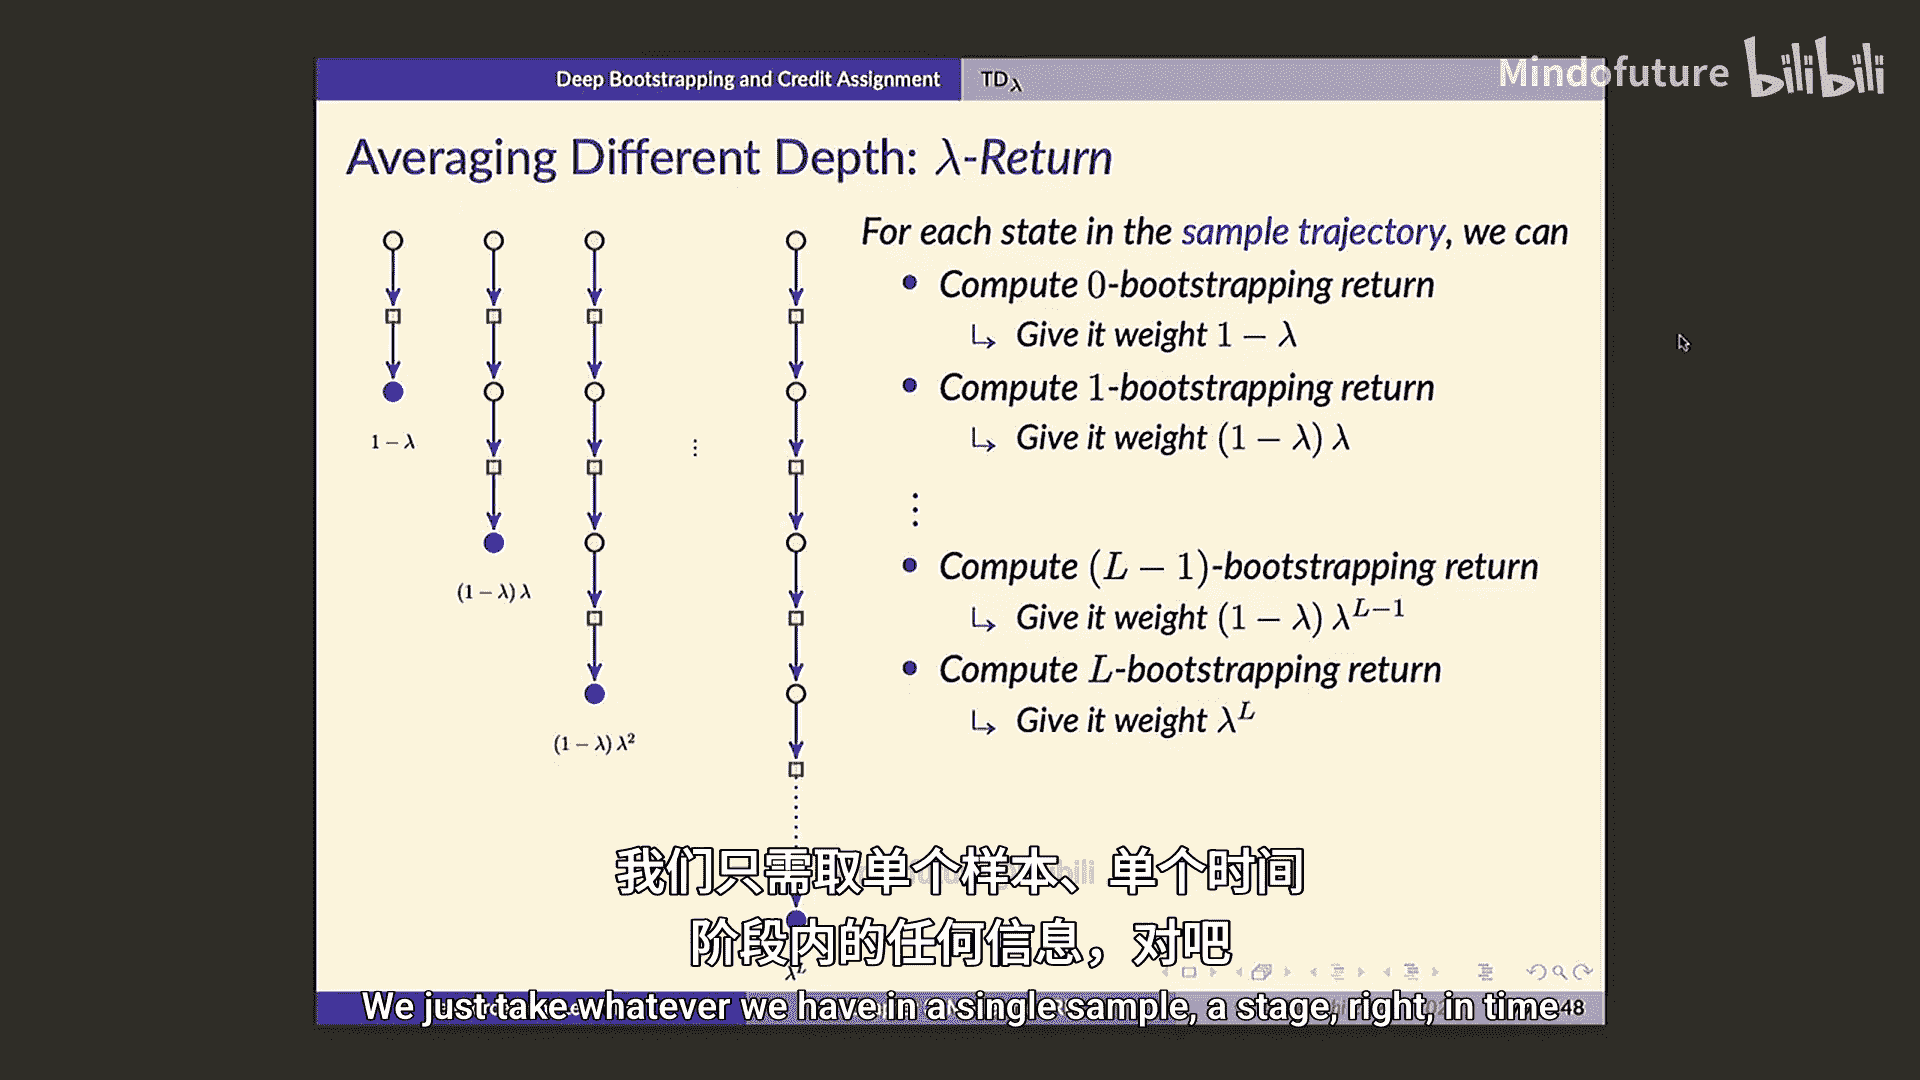 Mindofuture bilibili
Deep Bootstrapping and Credit Assignment
TDλ
Averaging Different Depth: λ-Return
For each state in the sample trajectory, we can
• Compute 0-bootstrapping return
↳ Give it weight 1 − λ
• Compute 1-bootstrapping return
↳ Give it weight (1 − λ) λ
⋮
• Compute (L − 1)-bootstrapping return
↳ Give it weight (1 − λ) λ^{L−1}
• Compute L-bootstrapping return
↳ Give it weight λ^L
1 − λ
(1 − λ) λ
(1 − λ) λ²
⋮
λ^L
我们只需取单个样本、单个时间
阶段内的任何信息，对吧
We just take whatever we have in a single sample, a stage, right, in time
48